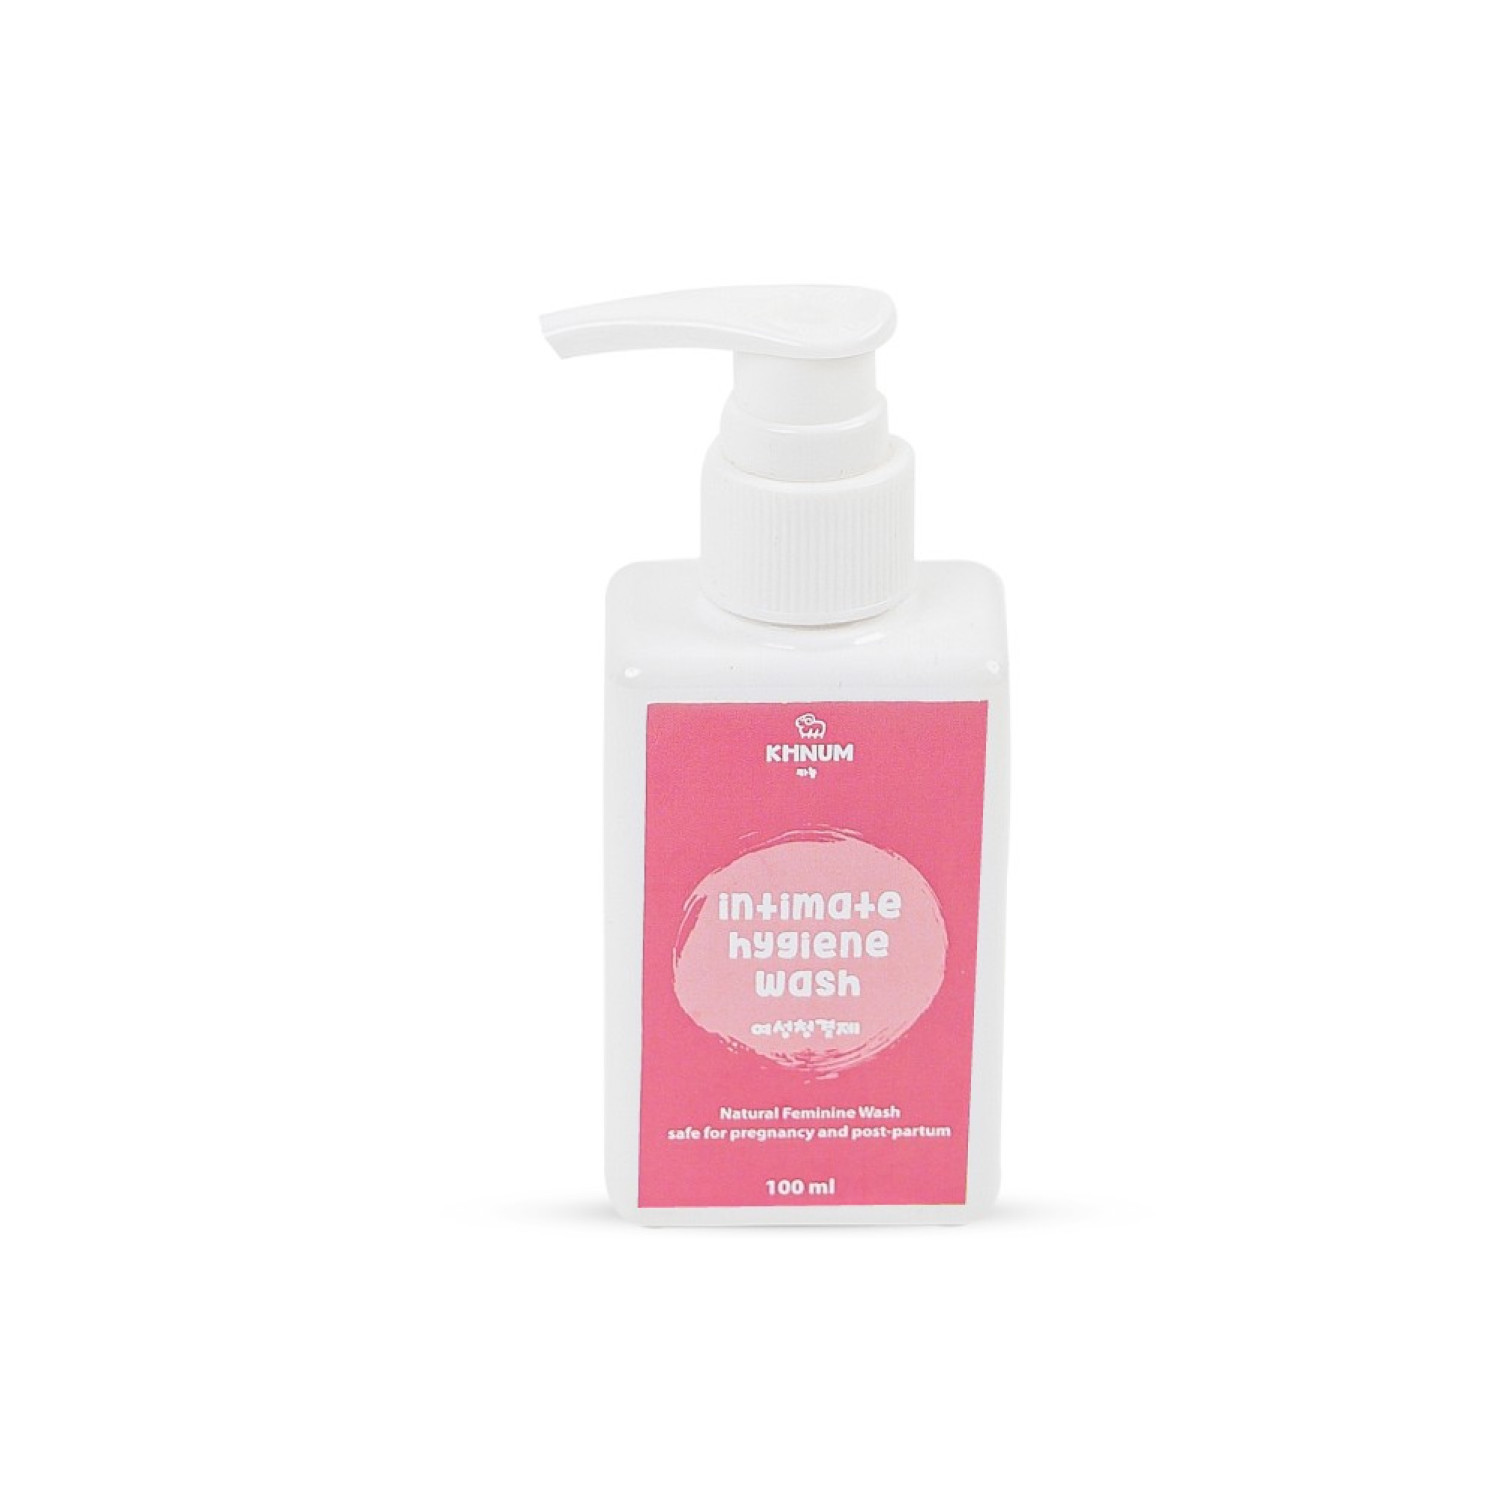 KHNUM
intimate
hygiene
wash
여성청결제
Natural Feminine Wash
safe for pregnancy and post-partum
100 ml